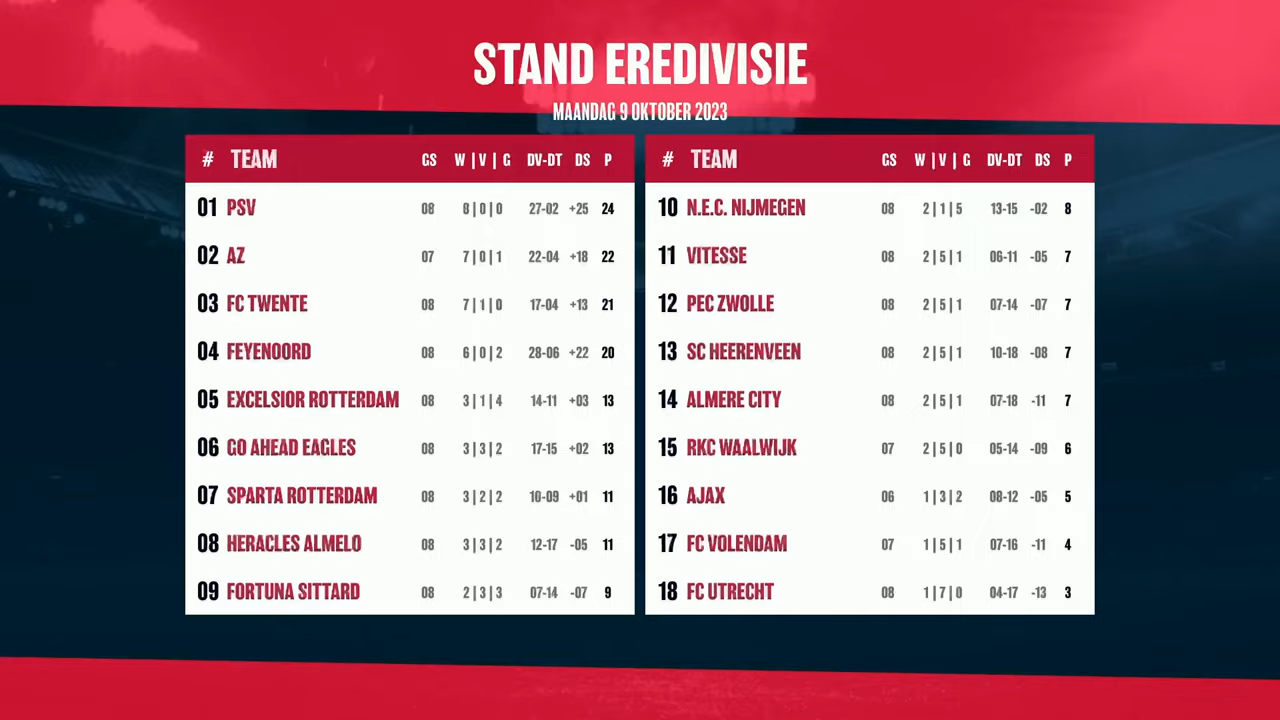 STAND EREDIVISIE
MAANDAG 9 OKTOBER 2023
# TEAM GS W | V | G DV-DT DS P
01 PSV 08 8 | 0 | 0 27-02 +25 24
02 AZ 07 7 | 0 | 1 22-04 +18 22
03 FC TWENTE 08 7 | 1 | 0 17-04 +13 21
04 FEYENOORD 08 6 | 0 | 2 28-06 +22 20
05 EXCELSIOR ROTTERDAM 08 3 | 1 | 4 14-11 +03 13
06 GO AHEAD EAGLES 08 3 | 3 | 2 17-15 +02 13
07 SPARTA ROTTERDAM 08 3 | 2 | 2 10-09 +01 11
08 HERACLES ALMELO 08 3 | 3 | 2 12-17 -05 11
09 FORTUNA SITTARD 08 2 | 3 | 3 07-14 -07 9
# TEAM GS W | V | G DV-DT DS P
10 N.E.C. NIJMEGEN 08 2 | 1 | 5 13-15 -02 8
11 VITESSE 08 2 | 5 | 1 06-11 -05 7
12 PEC ZWOLLE 08 2 | 5 | 1 07-14 -07 7
13 SC HEERENVEEN 08 2 | 5 | 1 10-18 -08 7
14 ALMERE CITY 08 2 | 5 | 1 07-18 -11 7
15 RKC WAALWIJK 07 2 | 5 | 0 05-14 -09 6
16 AJAX 06 1 | 3 | 2 08-12 -05 5
17 FC VOLENDAM 07 1 | 5 | 1 07-16 -11 4
18 FC UTRECHT 08 1 | 7 | 0 04-17 -13 3